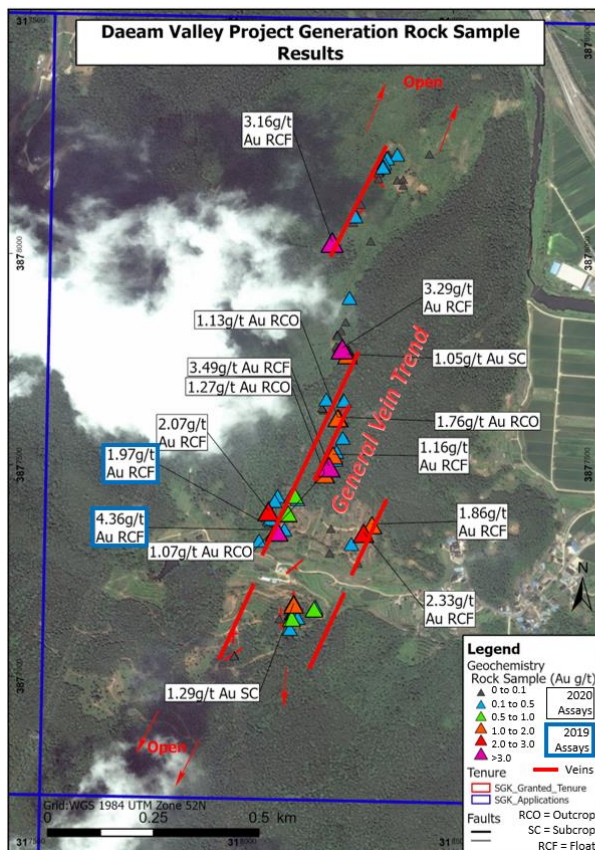 Daeam Valley Project Generation Rock Sample
Results
Open
3.16g/t
Au RCF
3878000
3.29g/t
Au RCF
1.13g/t Au RCO
1.05g/t Au SC
3.49g/t Au RCF
1.27g/t Au RCO
General Vein Trend
1.76g/t Au RCO
2.07g/t
Au RCF
1.16g/t
Au RCF
1.97g/t
Au RCF
3877500
4.36g/t
Au RCF
1.86g/t
Au RCF
1.07g/t Au RCO
2.33g/t
Au RCF
N
1.29g/t Au SC
3877000
Open
Legend
Geochemistry
Rock Sample (Au g/t)
0 to 0.1
0.1 to 0.5
0.5 to 1.0
1.0 to 2.0
2.0 to 3.0
>3.0
2020
Assays
2019
Assays
Tenure
Veins
SGK_Granted_Tenure
SGK_Applications
Faults
RCO = Outcrop
SC = Subcrop
RCF = Float
Grid:WGS 1984 UTM Zone 52N
0
0.25
0.5 km
318000